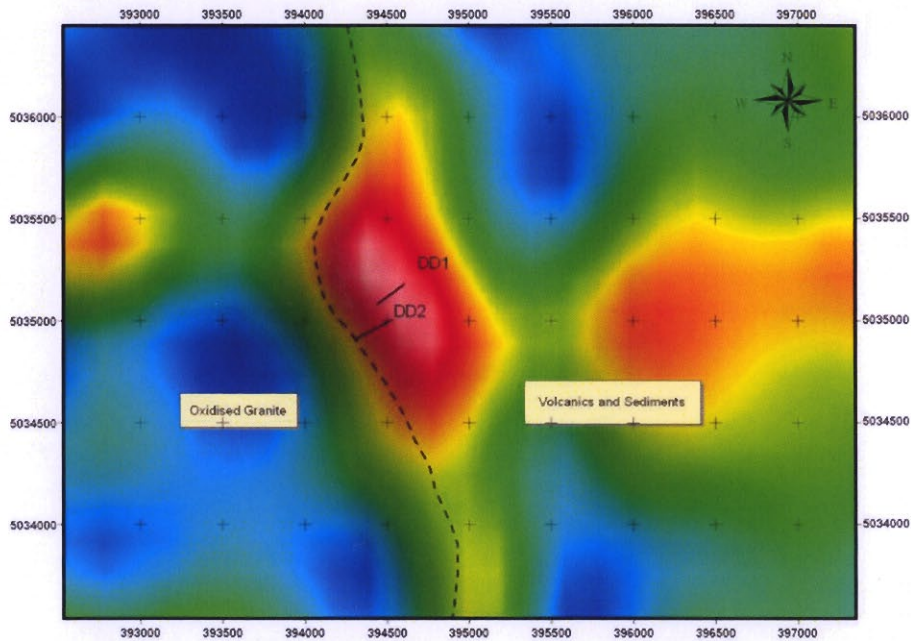 393000 393500 394000 394500 395000 395500 396000 396500 397000
N
W E
S
5036000 5036000
5035500 5035500
DD1
DD2
5035000 5035000
Oxidised Granite
Volcanics and Sediments
5034500 5034500
5034000 5034000
393000 393500 394000 394500 395000 395500 396000 396500 397000